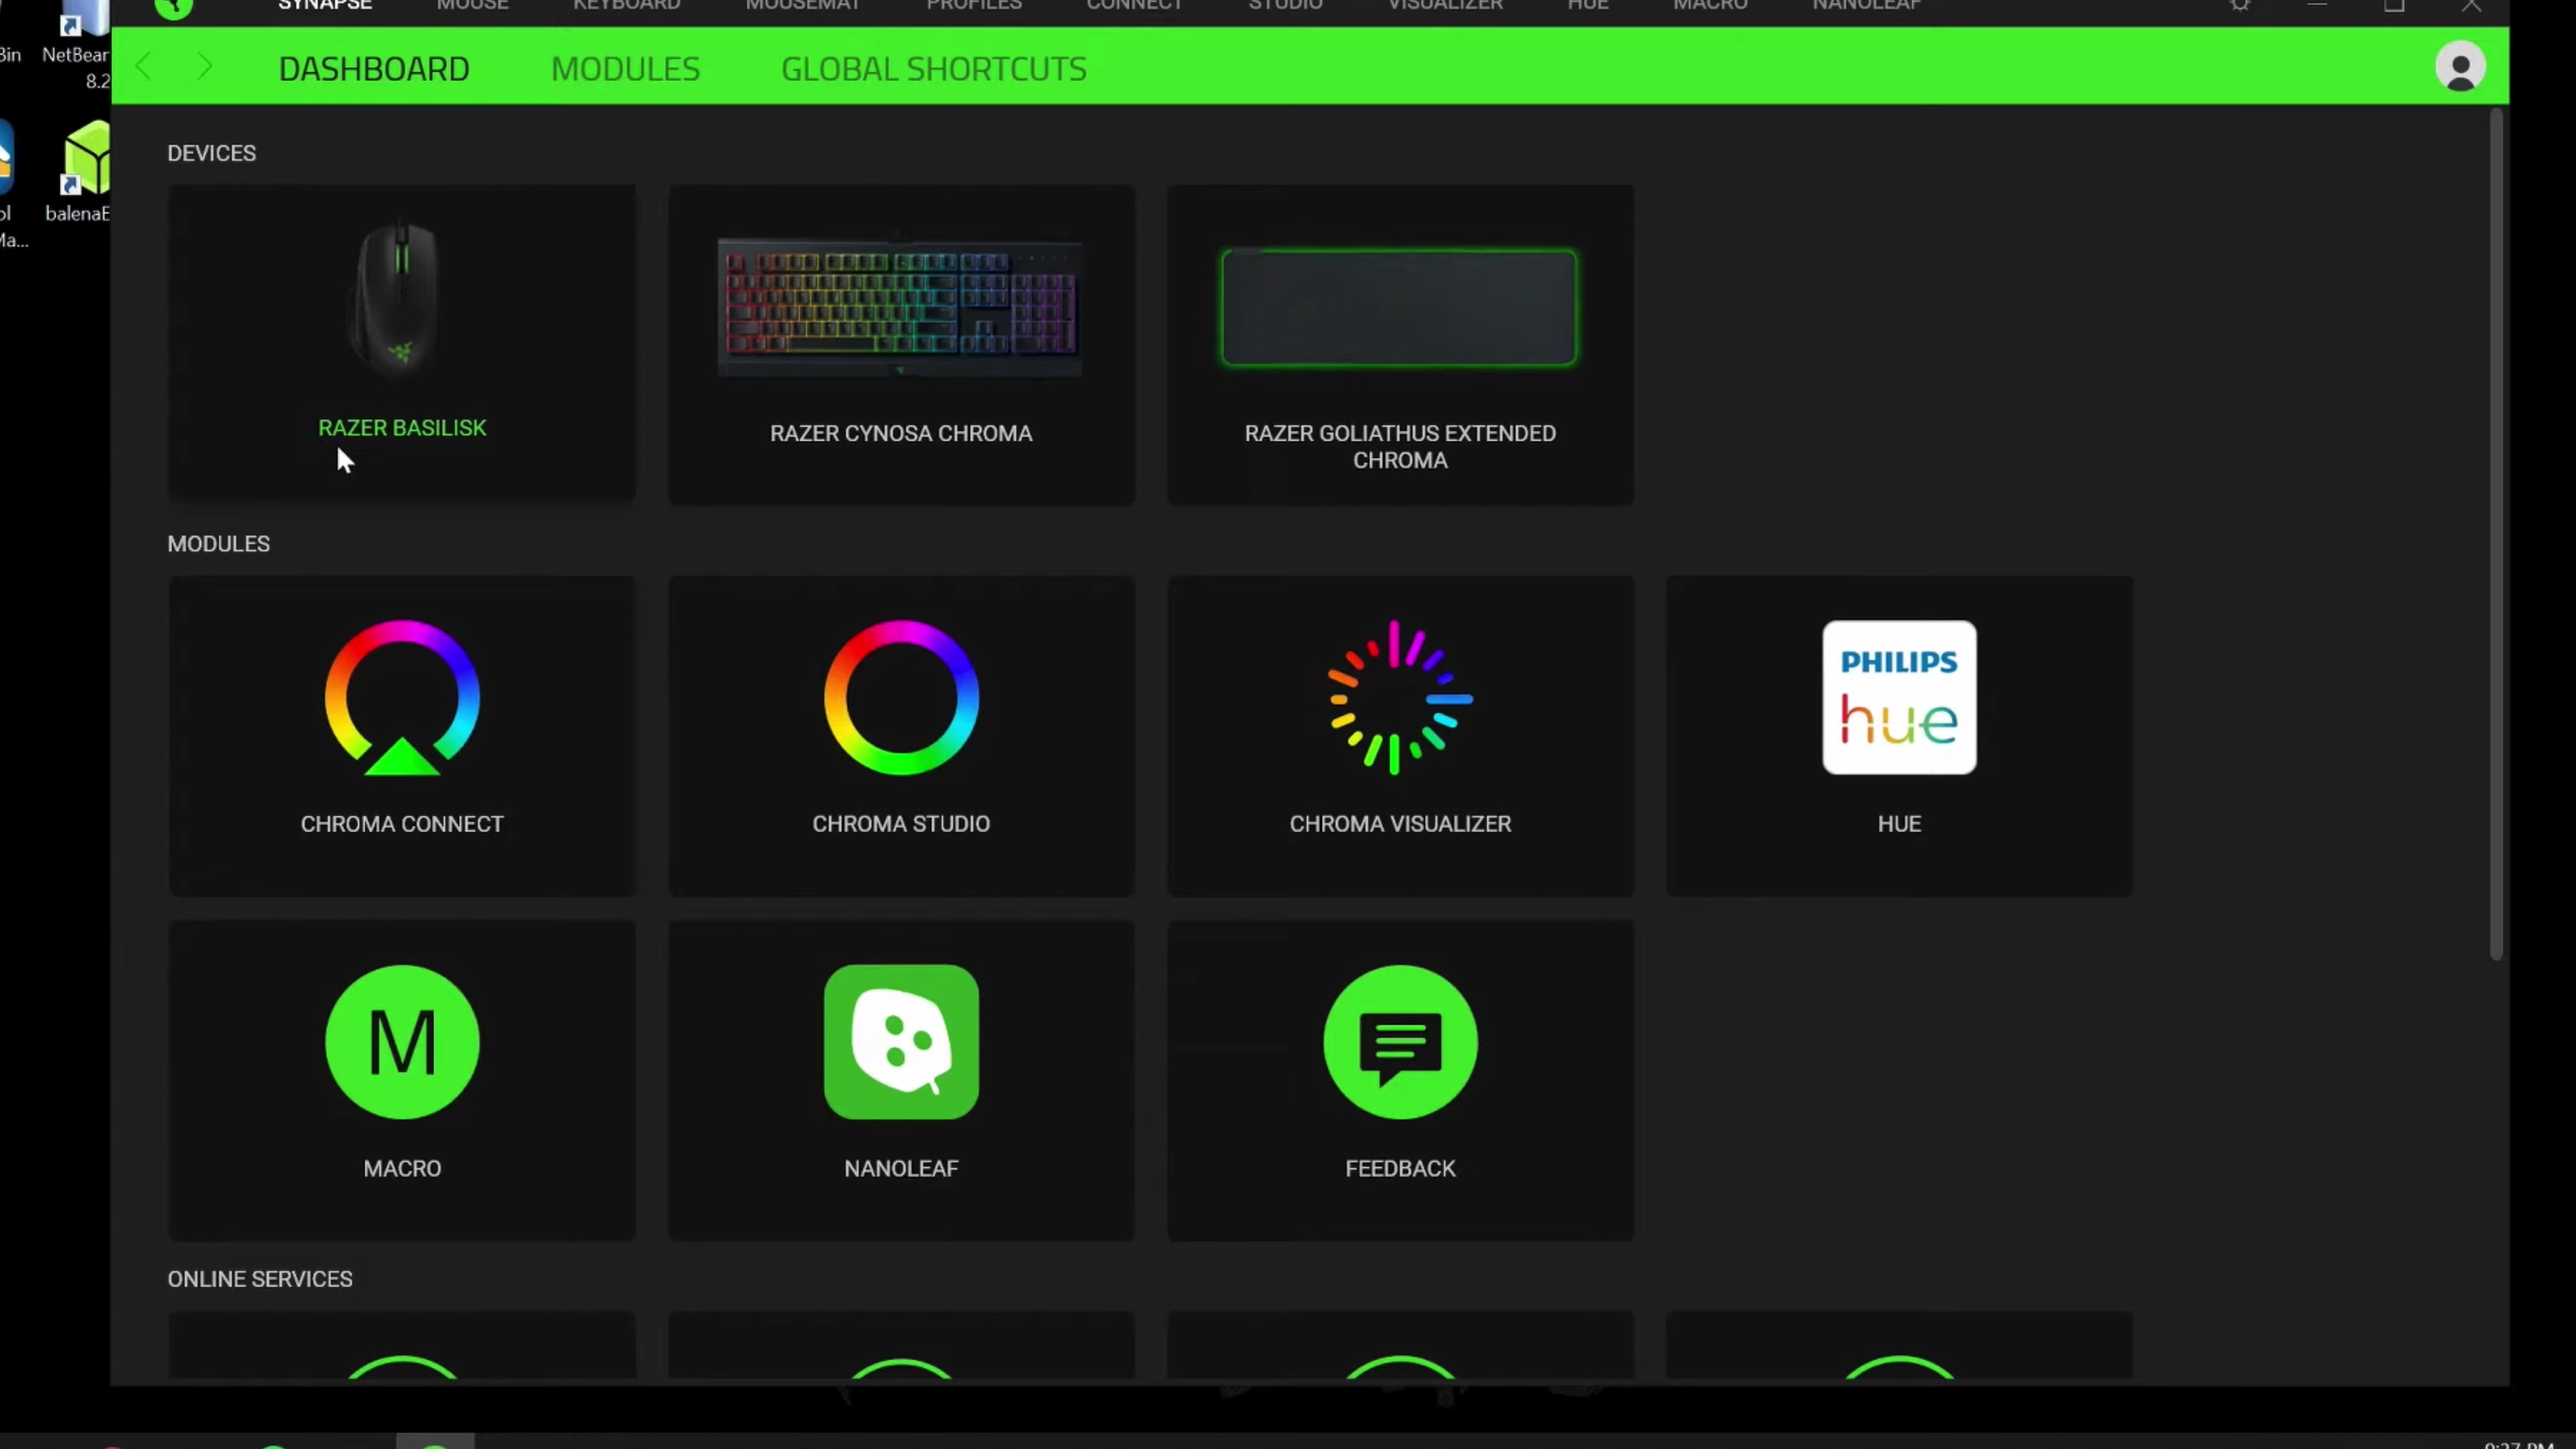 SYNAPSE MOUSE KEYBOARD MOUSEMAT PROFILES CONNECT STUDIO VISUALIZER HUE MACRO NANOLEAF
DASHBOARD MODULES GLOBAL SHORTCUTS
Bin
8.2
Ma...
DEVICES
RAZER BASILISK
RAZER CYNOSA CHROMA
RAZER GOLIATHUS EXTENDED
CHROMA
MODULES
CHROMA CONNECT
CHROMA STUDIO
CHROMA VISUALIZER
PHILIPS
hue
HUE
M
MACRO
NANOLEAF
FEEDBACK
ONLINE SERVICES